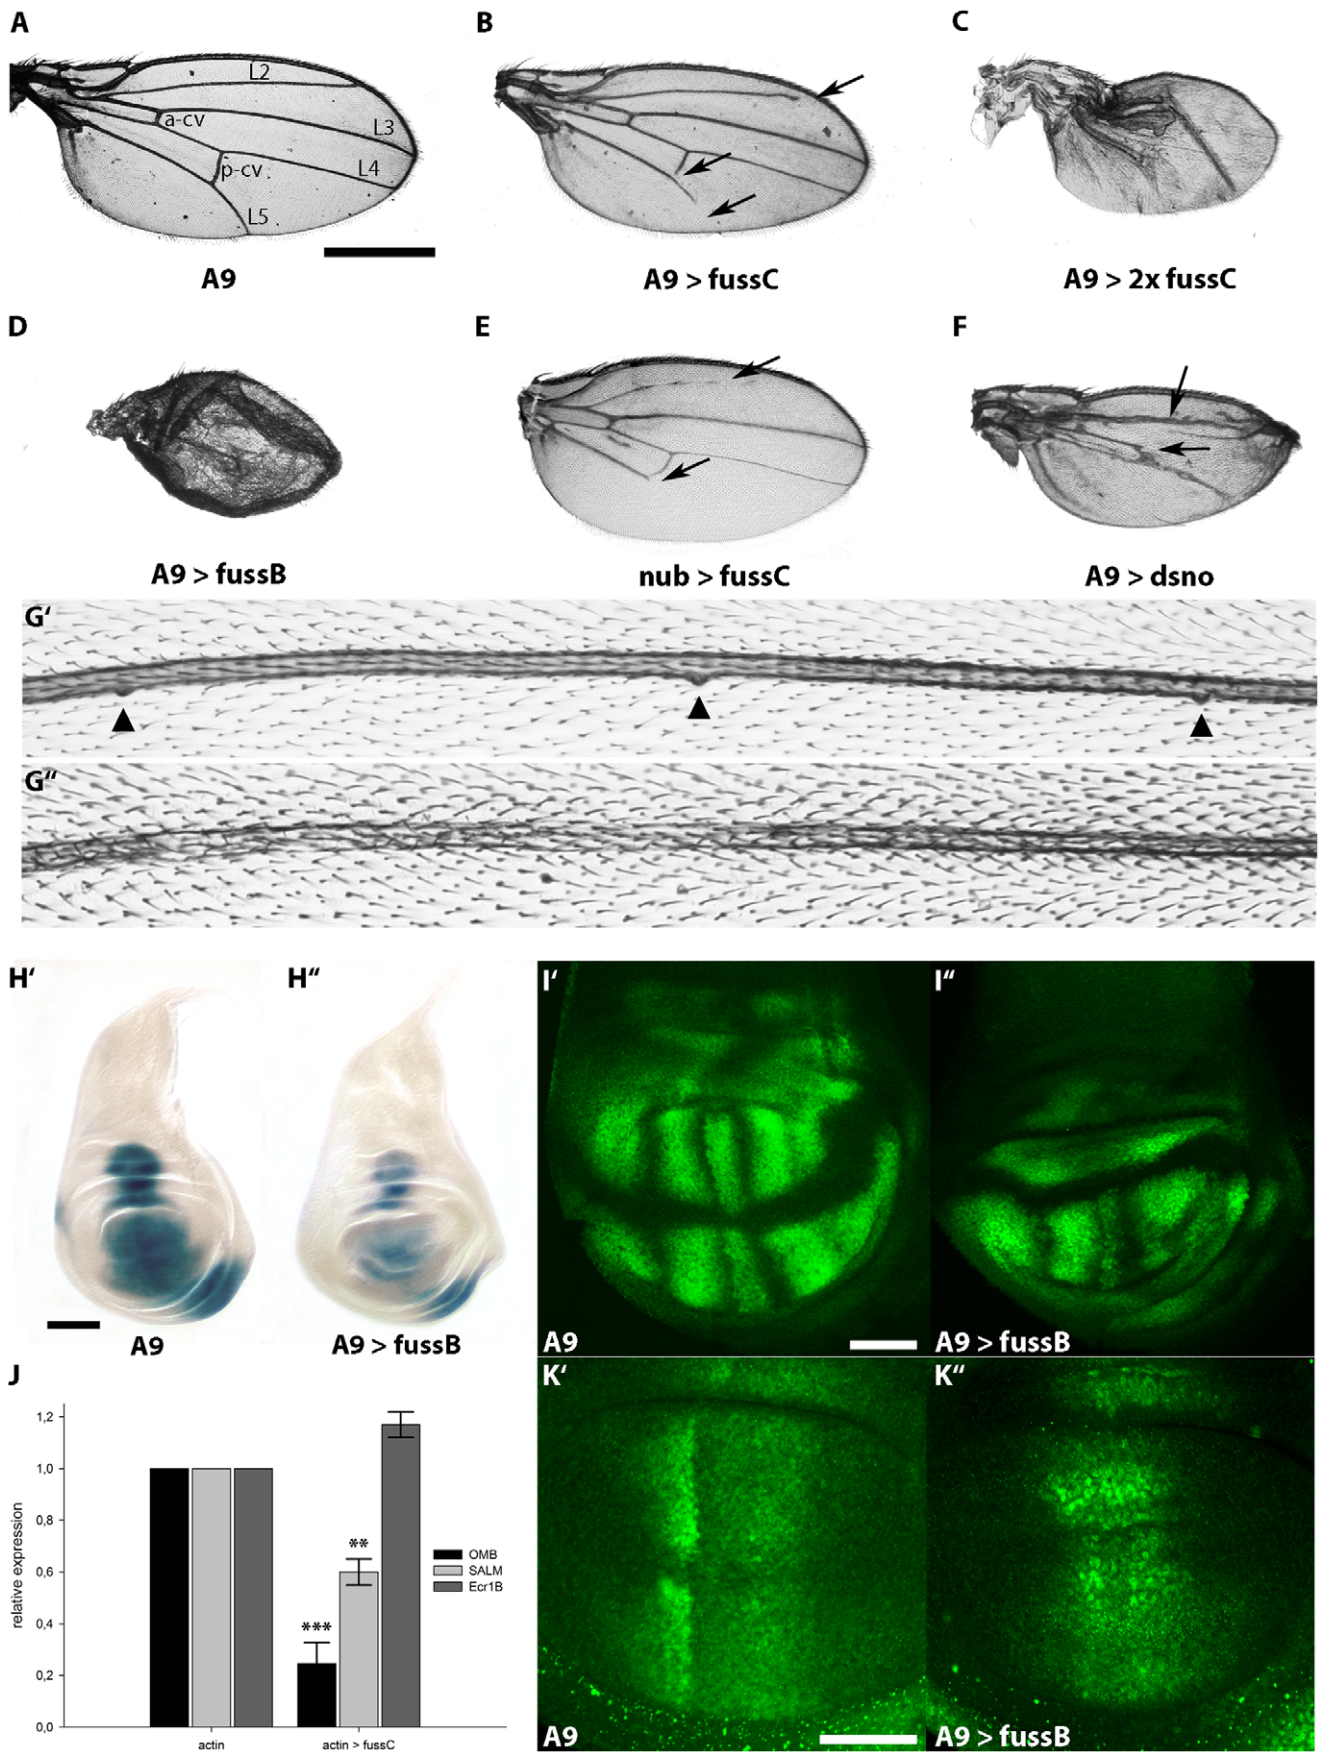 A
B
C
L2
a-cv
L3
p-cv
L4
L5
A9
A9 > fussC
A9 > 2x fussC
D
E
F
A9 > fussB
nub > fussC
A9 > dsno
G‘
G“
H‘
H“
I‘
I“
A9
A9 > fussB
A9
A9 > fussB
J
K‘
K“
1,2
1,0
0,8
0,6
0,4
0,2
0,0
relative expression
**
***
OMB
SALM
Ecr1B
actin
actin > fussC
A9
A9 > fussB